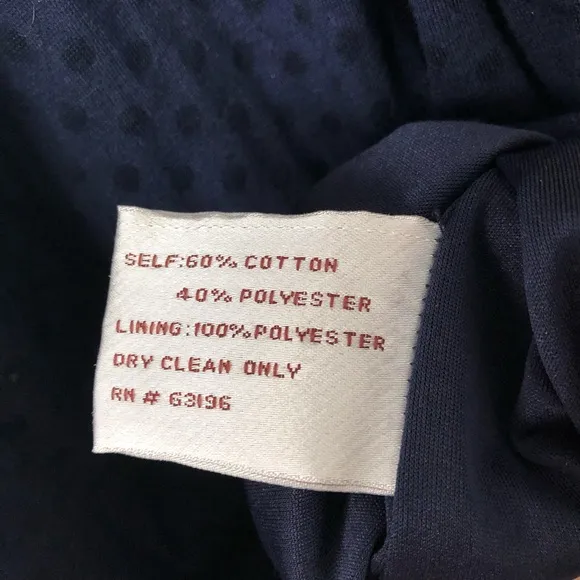 SELF:60% COTTON
40% POLYESTER
LINING:100% POLYESTER
DRY CLEAN ONLY
RN # 63196